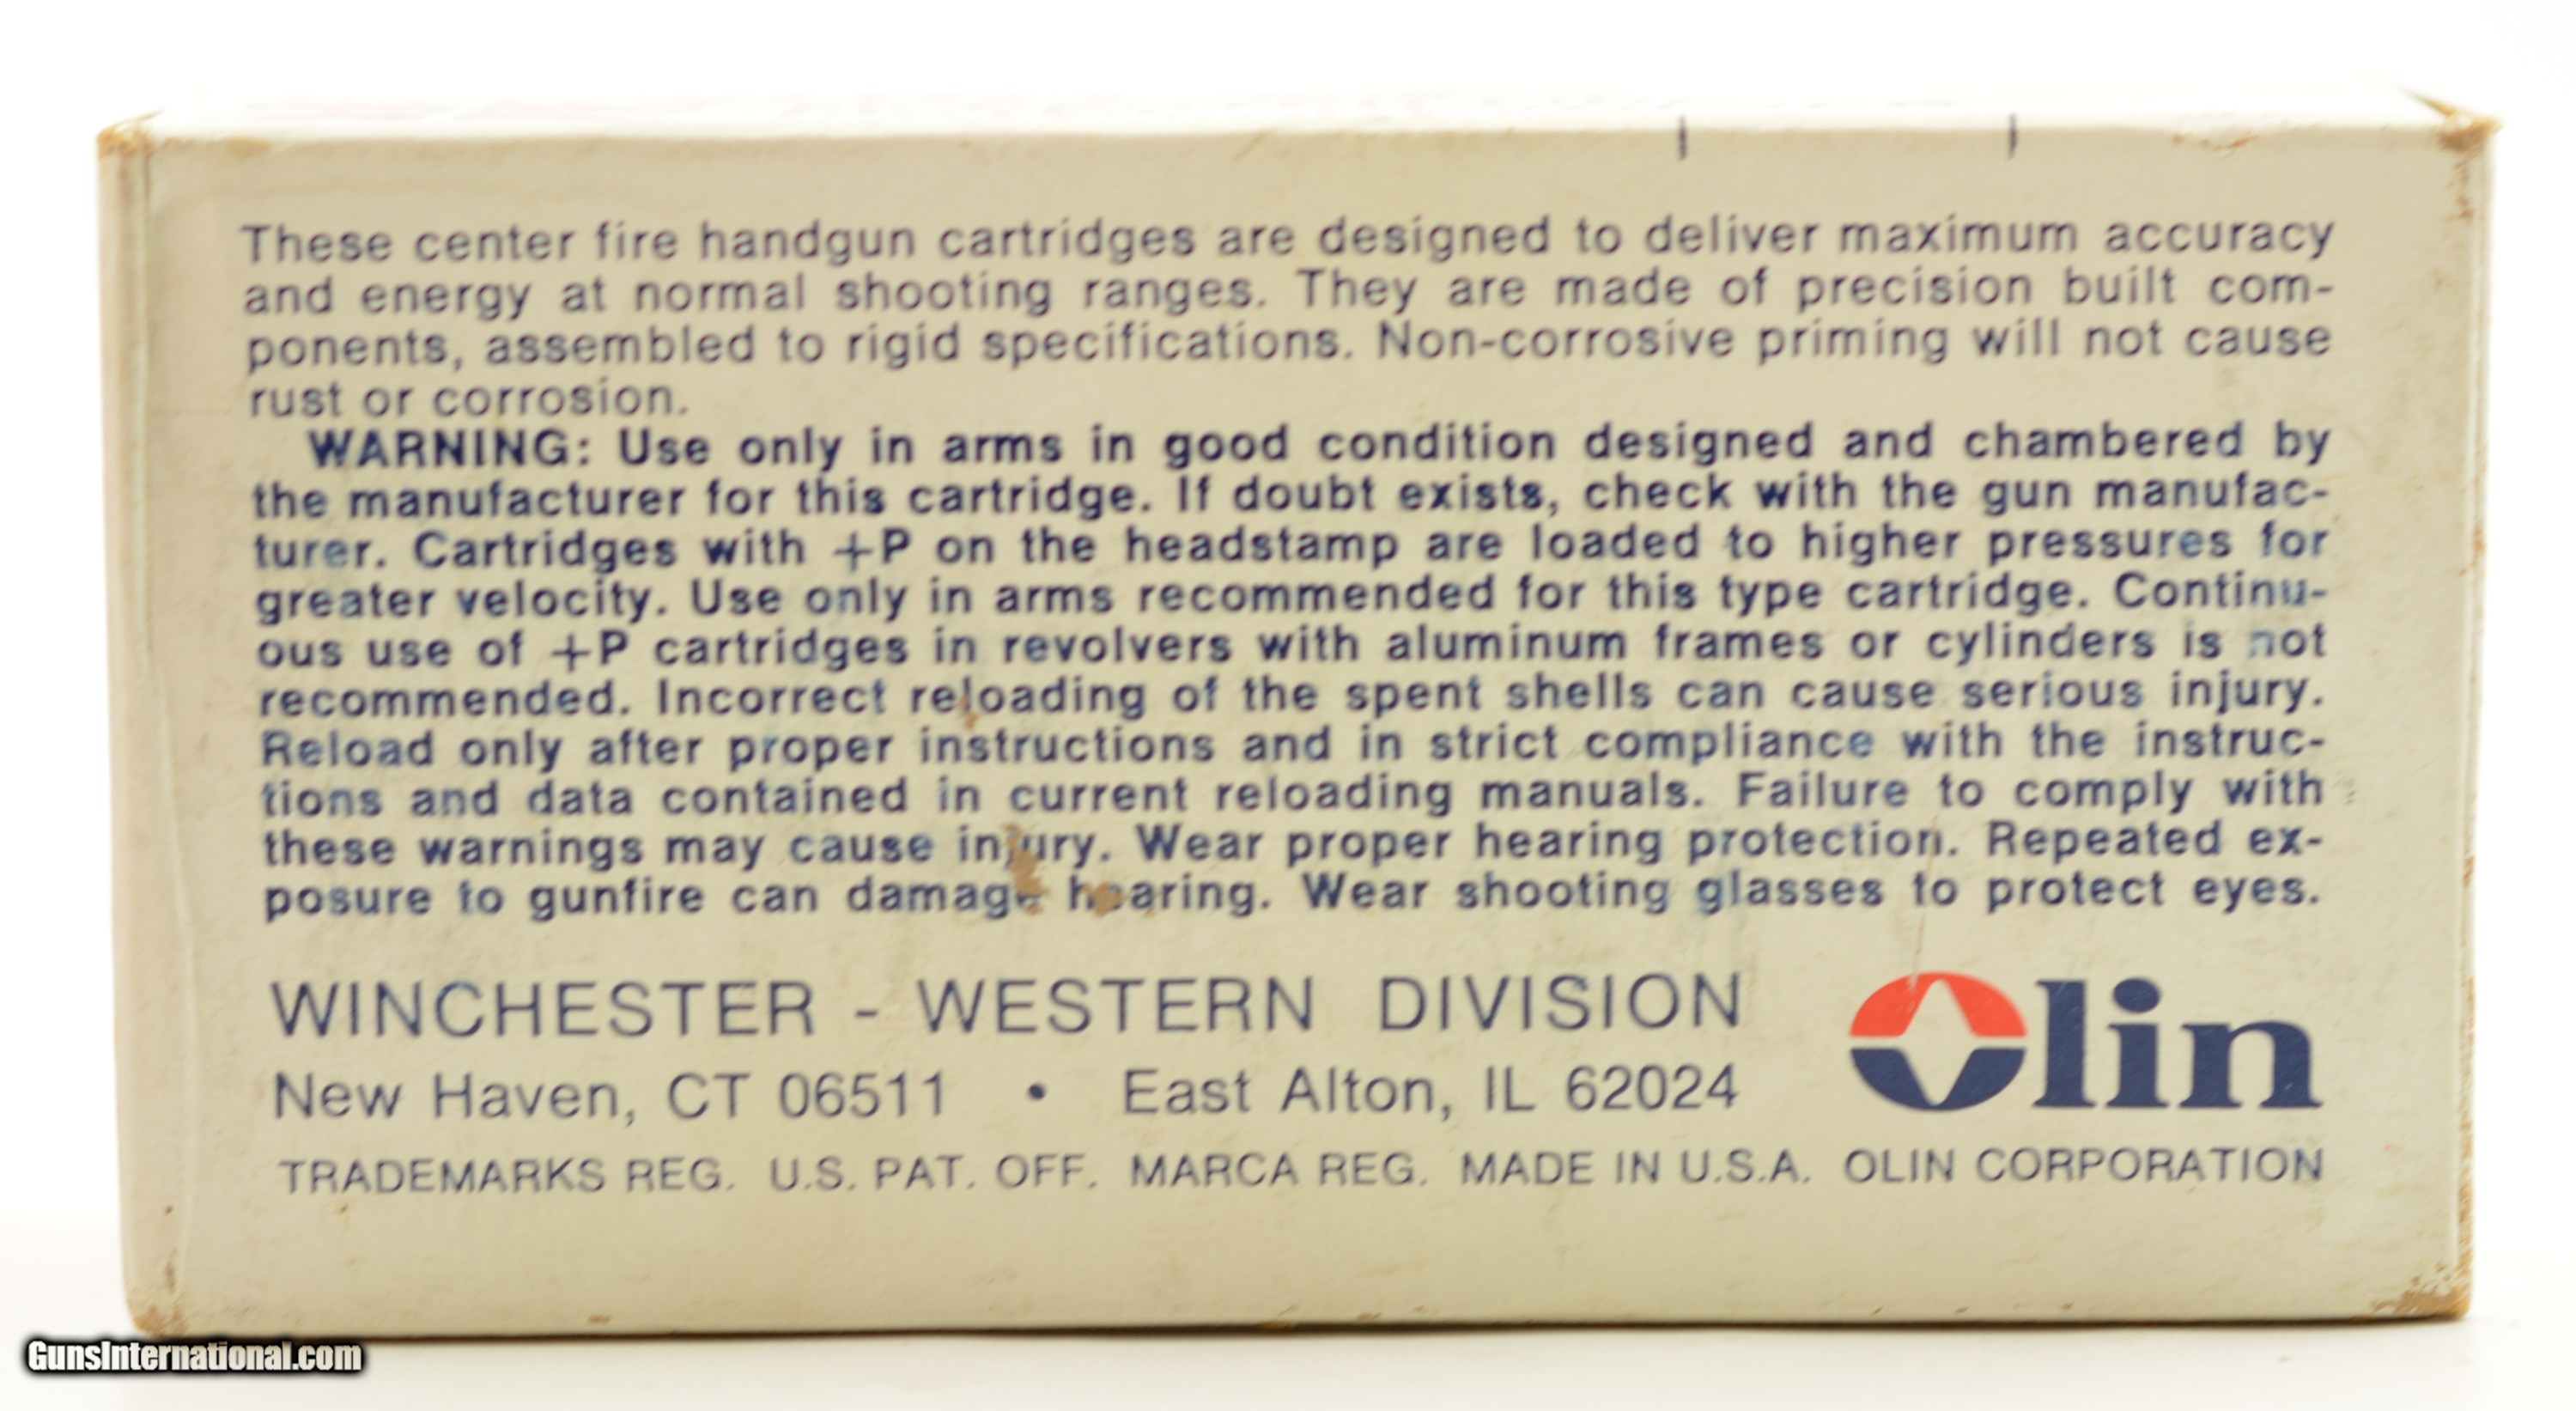 These center fire handgun cartridges are designed to deliver maximum accuracy
and energy at normal shooting ranges. They are made of precision built com-
ponents, assembled to rigid specifications. Non-corrosive priming will not cause
rust or corrosion.
WARNING: Use only in arms in good condition designed and chambered by
the manufacturer for this cartridge. If doubt exists, check with the gun manufac-
turer. Cartridges with +P on the headstamp are loaded to higher pressures for
greater velocity. Use only in arms recommended for this type cartridge. Continu-
ous use of +P cartridges in revolvers with aluminum frames or cylinders is not
recommended. Incorrect reloading of the spent shells can cause serious injury.
Reload only after proper instructions and in strict compliance with the instruc-
tions and data contained in current reloading manuals. Failure to comply with
these warnings may cause injury. Wear proper hearing protection. Repeated ex-
posure to gunfire can damage hearing. Wear shooting glasses to protect eyes.
WINCHESTER - WESTERN DIVISION
Olin
New Haven, CT 06511 • East Alton, IL 62024
TRADEMARKS REG. U.S. PAT. OFF. MARCA REG. MADE IN U.S.A. OLIN CORPORATION
GunsInternational.com